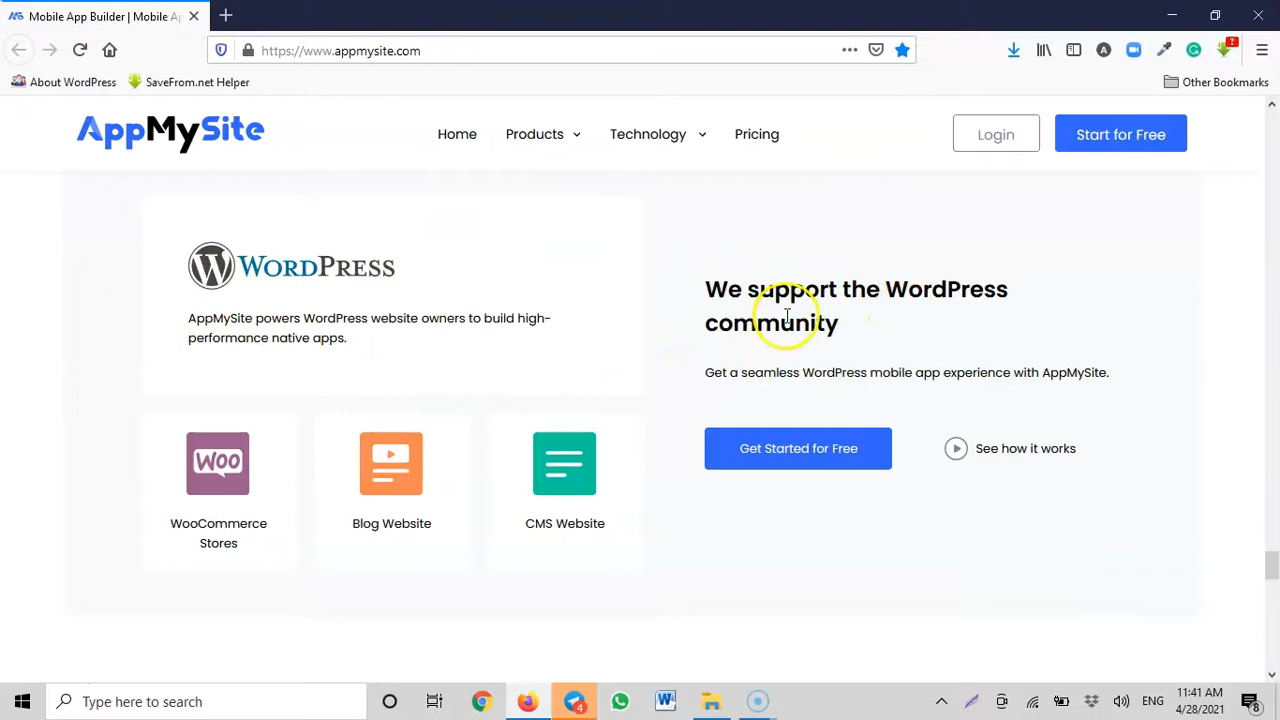 Mobile App Builder | Mobile Ap
https://www.appmysite.com
About WordPress
SaveFrom.net Helper
Other Bookmarks
AppMySite
Home
Products
Technology
Pricing
Login
Start for Free
WORDPRESS
AppMySite powers WordPress website owners to build high-
performance native apps.
We support the WordPress
community
Get a seamless WordPress mobile app experience with AppMySite.
Get Started for Free
See how it works
WOO
WooCommerce
Stores
Blog Website
CMS Website
Type here to search
4
ENG
11:41 AM
4/28/2021
8